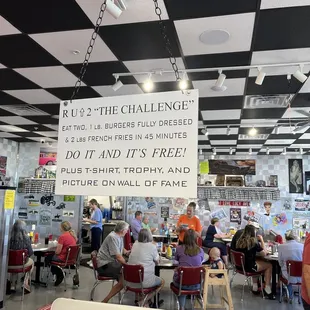 R U ⇧ 2 "THE CHALLENGE"
EAT TWO, 1 LB. BURGERS FULLY DRESSED
& 2 LBS FRENCH FRIES IN 45 MINUTES
DO IT AND IT'S FREE!
PLUS T-SHIRT, TROPHY, AND
PICTURE ON WALL OF FAME